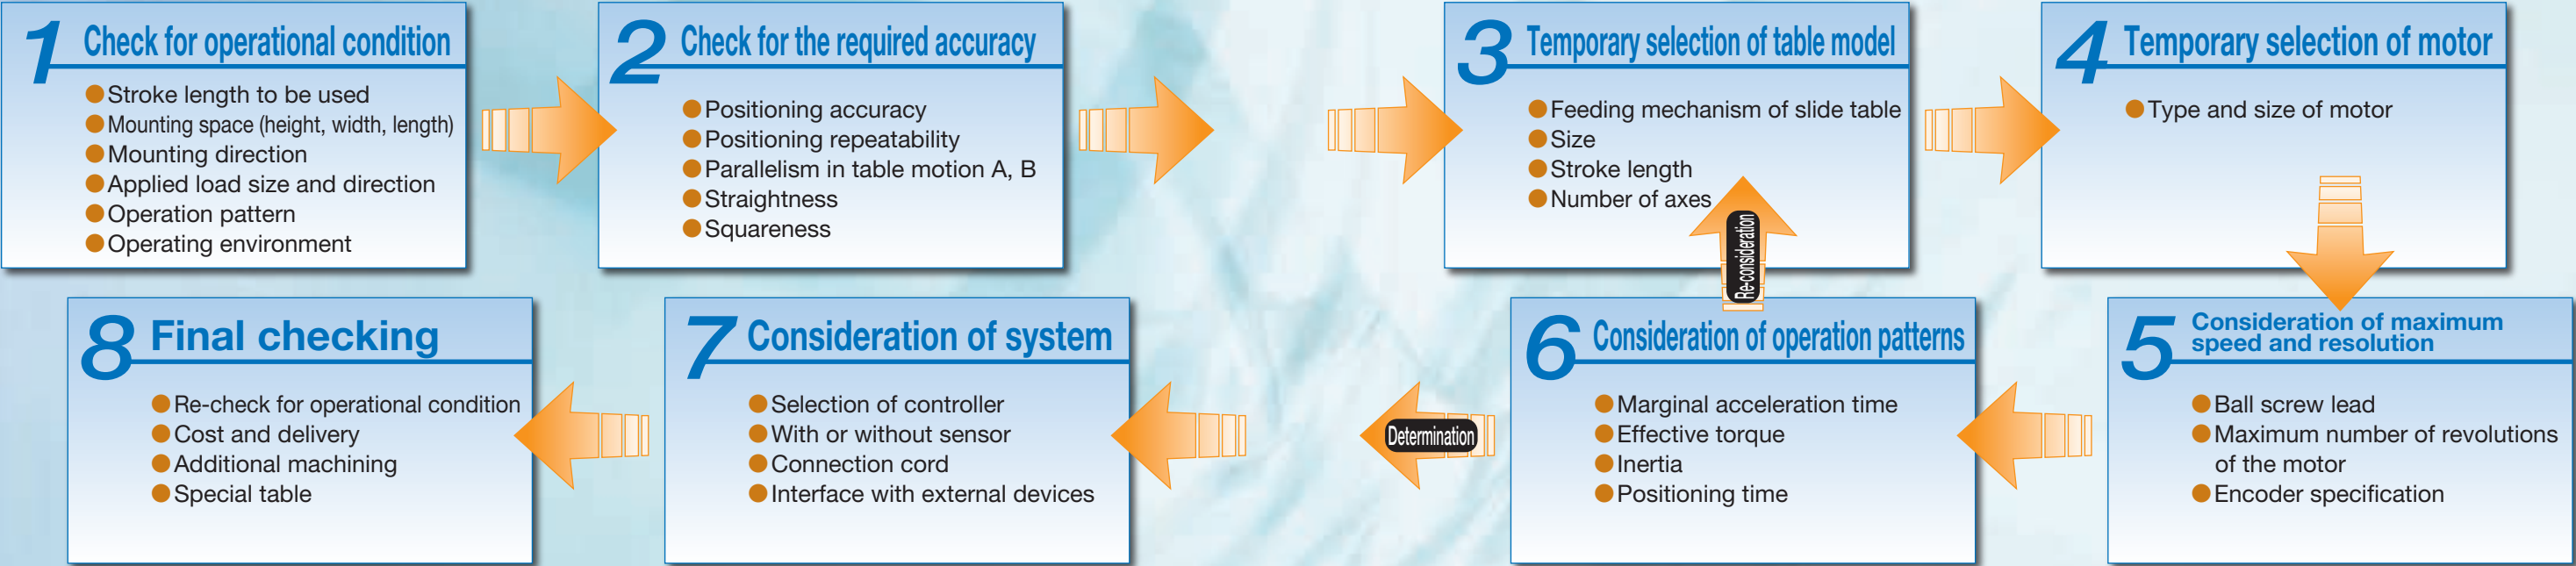 1 Check for operational condition
● Stroke length to be used
● Mounting space (height, width, length)
● Mounting direction
● Applied load size and direction
● Operation pattern
● Operating environment
2 Check for the required accuracy
● Positioning accuracy
● Positioning repeatability
● Parallelism in table motion A, B
● Straightness
● Squareness
3 Temporary selection of table model
● Feeding mechanism of slide table
● Size
● Stroke length
● Number of axes
Re-consideration
4 Temporary selection of motor
● Type and size of motor
5 Consideration of maximum
speed and resolution
● Ball screw lead
● Maximum number of revolutions
of the motor
● Encoder specification
6 Consideration of operation patterns
● Marginal acceleration time
● Effective torque
● Inertia
● Positioning time
Determination
7 Consideration of system
● Selection of controller
● With or without sensor
● Connection cord
● Interface with external devices
8 Final checking
● Re-check for operational condition
● Cost and delivery
● Additional machining
● Special table